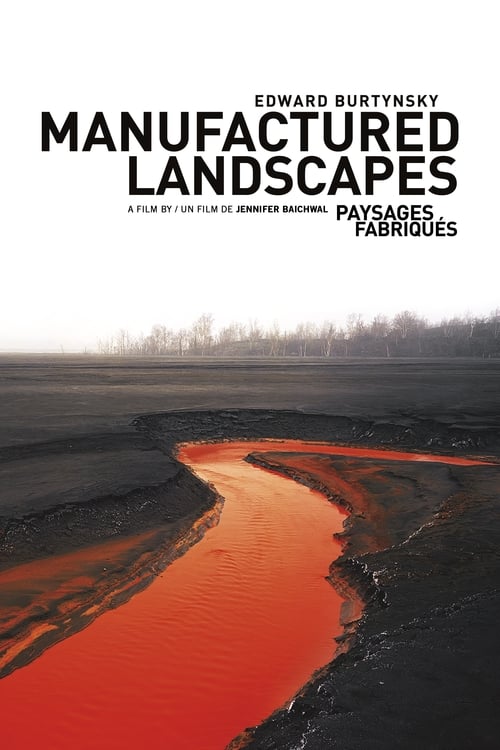 EDWARD BURTYNSKY
MANUFACTURED
LANDSCAPES
A FILM BY / UN FILM DE JENNIFER BAICHWAL
PAYSAGES
FABRIQUÉS